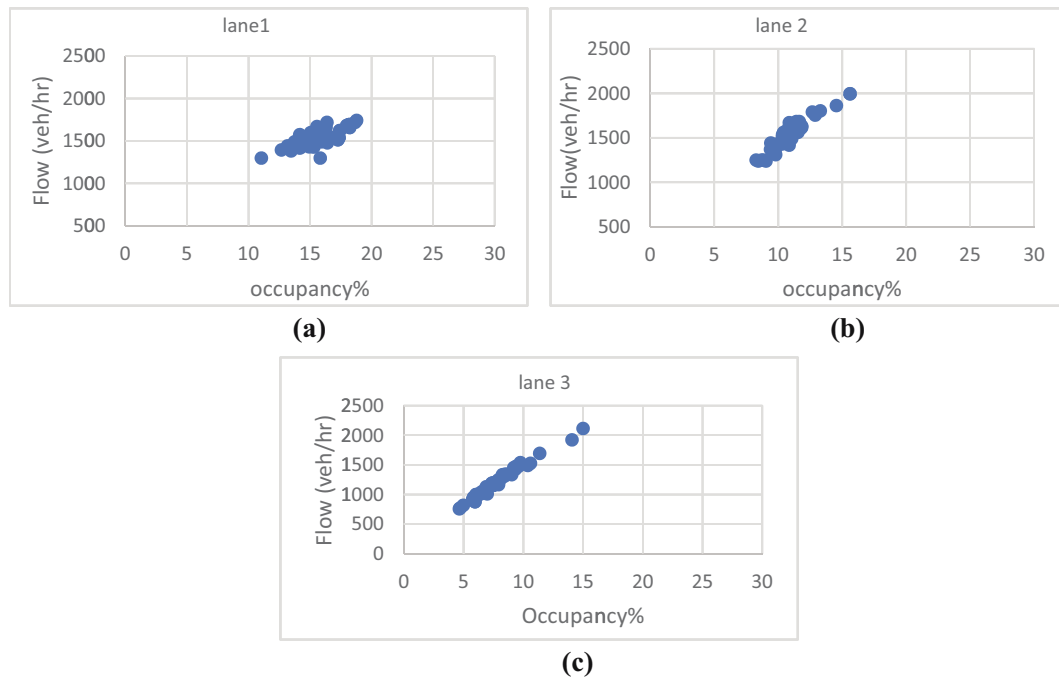 lane1
2500
2000
1500
1000
500
0 5 10 15 20 25 30
Flow (veh/hr)
occupancy%
(a)
lane 2
2500
2000
1500
1000
500
0 5 10 15 20 25 30
Flow(veh/hr)
occupancy%
(b)
lane 3
2500
2000
1500
1000
500
0
0 5 10 15 20 25 30
Flow (veh/hr)
Occupancy%
(c)